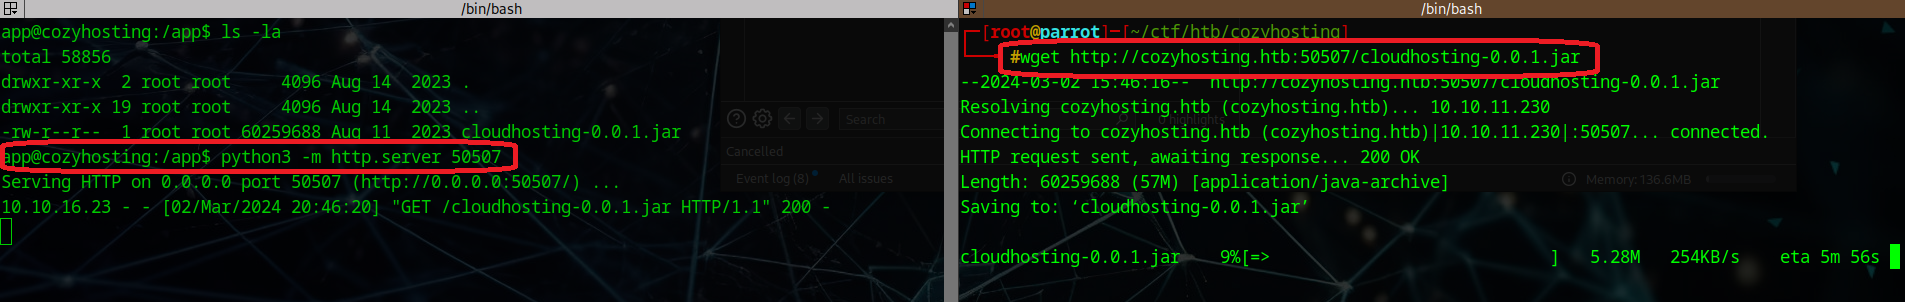 /bin/bash
app@cozyhosting:/app$ ls -la
total 58856
drwxr-xr-x  2 root root     4096 Aug 14  2023 .
drwxr-xr-x 19 root root     4096 Aug 14  2023 ..
-rw-r--r--  1 root root 60259688 Aug 11  2023 cloudhosting-0.0.1.jar
app@cozyhosting:/app$ python3 -m http.server 50507
Serving HTTP on 0.0.0.0 port 50507 (http://0.0.0.0:50507/) ...
10.10.16.23 - - [02/Mar/2024 20:46:20] "GET /cloudhosting-0.0.1.jar HTTP/1.1" 200 -
Search
Cancelled
Event log (8)
All issues
/bin/bash
[root@parrot]-[~/ctf/htb/cozyhosting]
#wget http://cozyhosting.htb:50507/cloudhosting-0.0.1.jar
--2024-03-02 15:46:16--  http://cozyhosting.htb:50507/cloudhosting-0.0.1.jar
Resolving cozyhosting.htb (cozyhosting.htb)... 10.10.11.230
Connecting to cozyhosting.htb (cozyhosting.htb)|10.10.11.230|:50507... connected.
HTTP request sent, awaiting response... 200 OK
Length: 60259688 (57M) [application/java-archive]
Saving to: ‘cloudhosting-0.0.1.jar’
cloudhosting-0.0.1.jar    9%[=>                            ]   5.28M   254KB/s    eta 5m 56s
0 highlights
Memory: 136.6MB